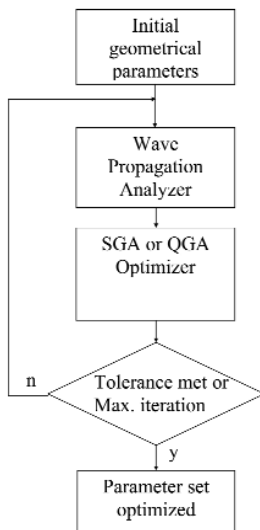 Initial
geometrical
parameters
Wave
Propagation
Analyzer
SGA or QGA
Optimizer
Tolerance met or
Max. iteration
n
y
Parameter set
optimized